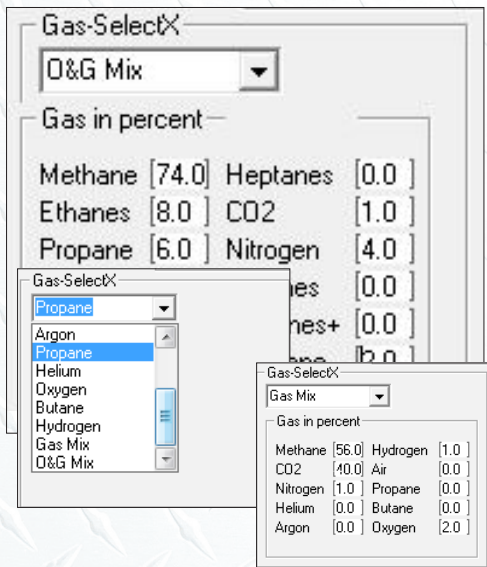 Gas-SelectX
O&G Mix
Gas in percent
Methane [74.0] Heptanes [0.0 ]
Ethanes [8.0 ] CO2 [1.0 ]
Propane [6.0 ] Nitrogen [4.0 ]
[0.0 ]
[0.0 ]
Gas-SelectX
Propane
Argon
Propane
Helium
Oxygen
Butane
Hydrogen
Gas Mix
O&G Mix
Gas-SelectX
Gas Mix
Gas in percent
Methane [56.0] Hydrogen [1.0 ]
CO2 [40.0] Air [0.0 ]
Nitrogen [1.0 ] Propane [0.0 ]
Helium [0.0 ] Butane [0.0 ]
Argon [0.0 ] Oxygen [2.0 ]